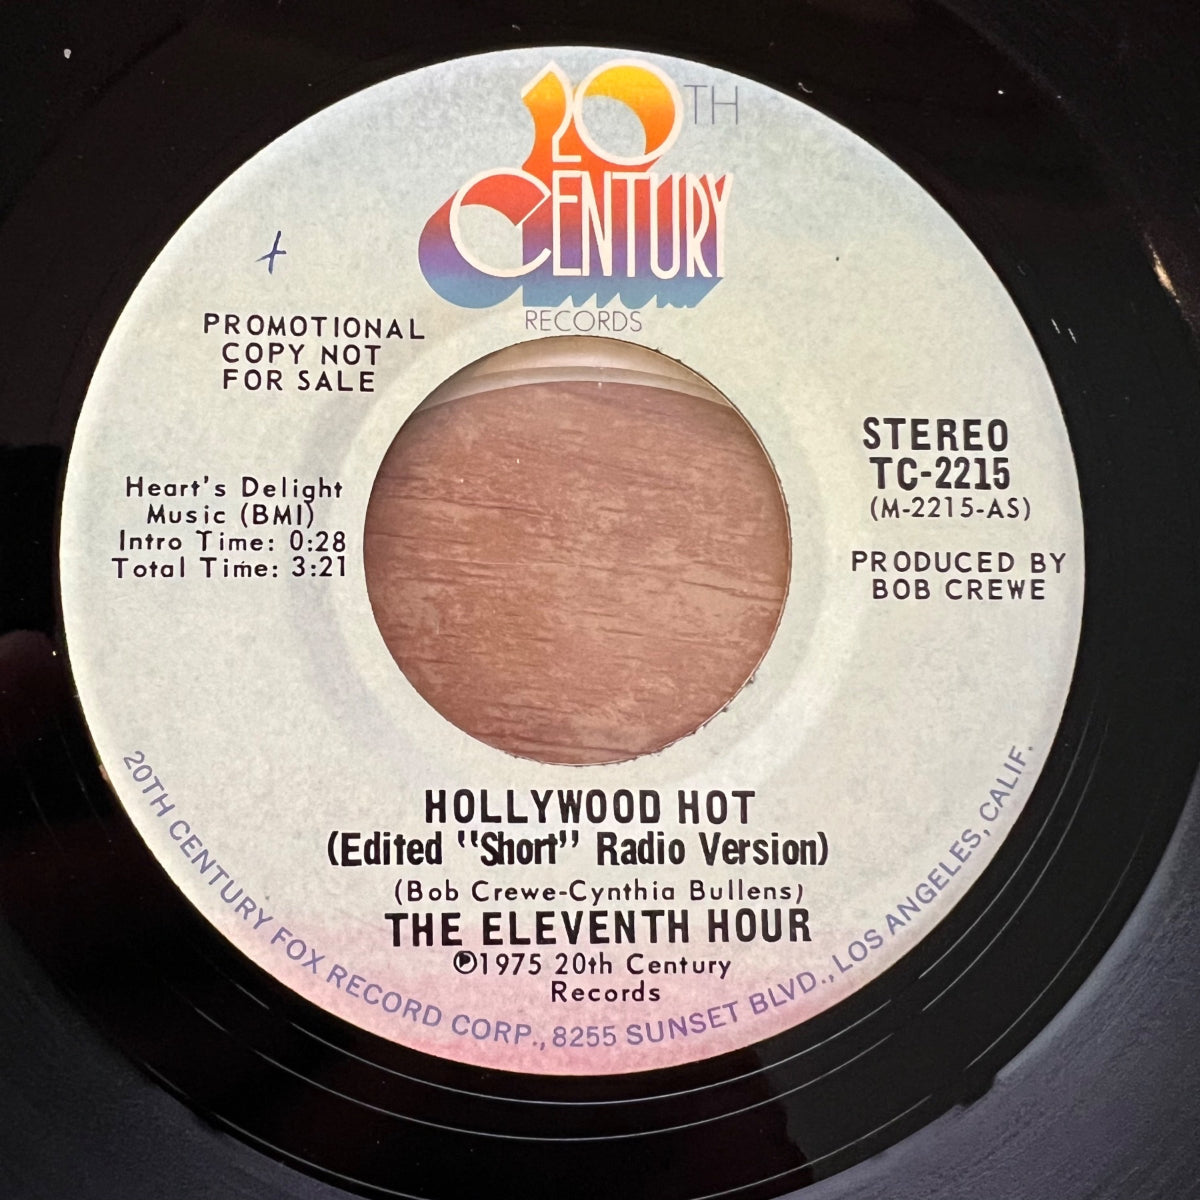 20TH
CENTURY
RECORDS
PROMOTIONAL
COPY NOT
FOR SALE
STEREO
TC-2215
(M-2215-AS)
Heart's Delight
Music (BMI)
Intro Time: 0:28
Total Time: 3:21
PRODUCED BY
BOB CREWE
HOLLYWOOD HOT
(Edited "Short" Radio Version)
(Bob Crewe-Cynthia Bullens)
THE ELEVENTH HOUR
℗1975 20th Century
Records
20TH CENTURY FOX RECORD CORP., 8255 SUNSET BLVD., LOS ANGELES, CALIF.